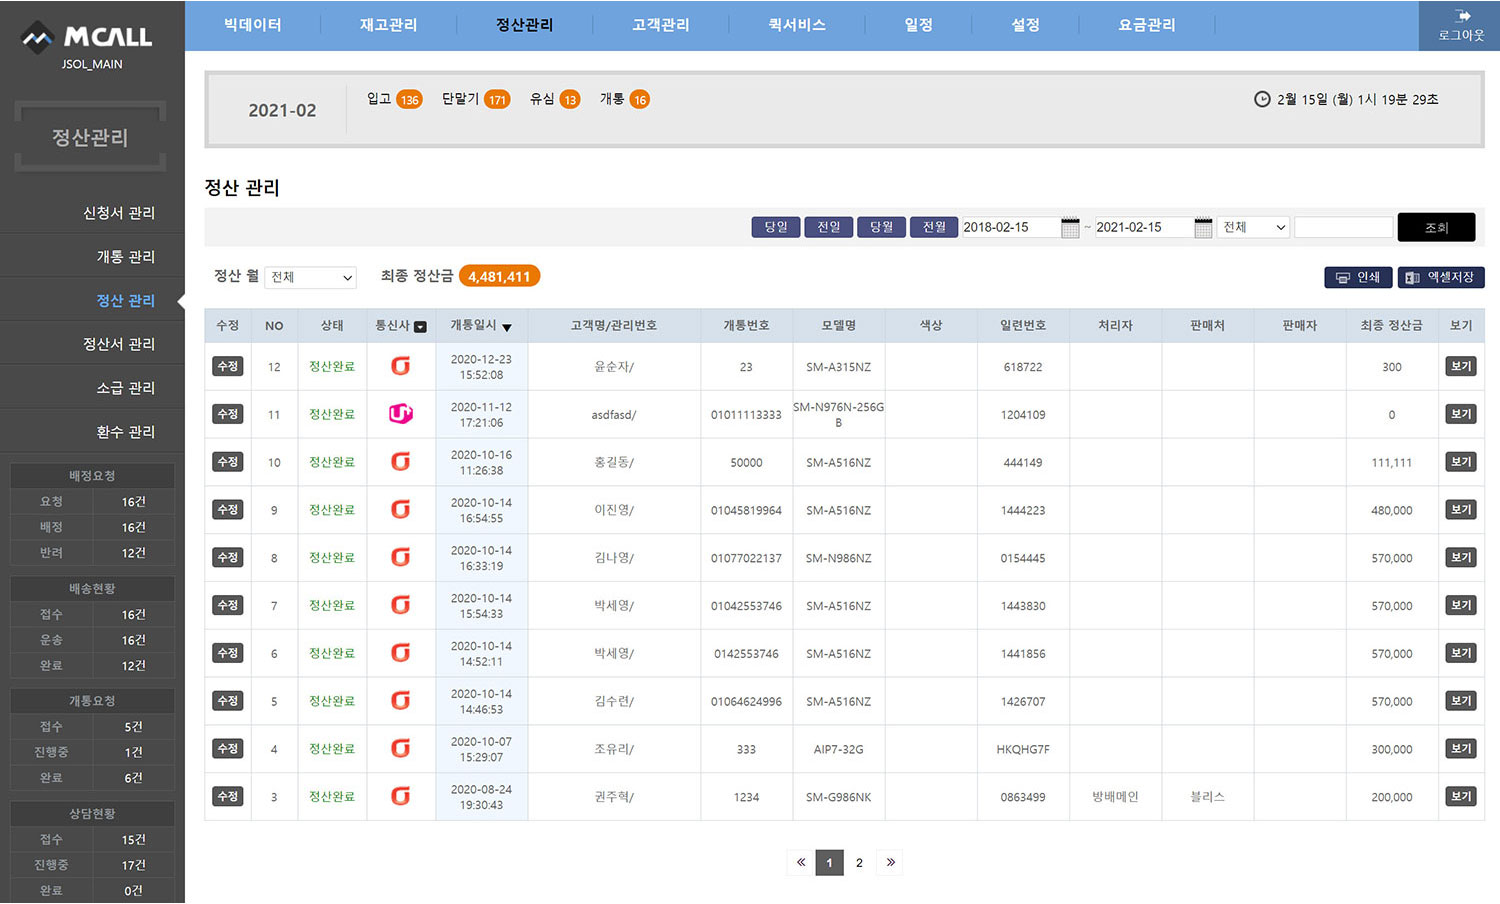 MCALL
JSOL_MAIN
빅데이터 재고관리 정산관리 고객관리 퀵서비스 일정 설정 요금관리 로그아웃
정산관리
신청서 관리
개통 관리
정산 관리
정산서 관리
소급 관리
환수 관리
배정요청
요청 16건
배정 16건
반려 12건
배송현황
접수 16건
운송 16건
완료 12건
개통요청
접수 5건
진행중 1건
완료 6건
상담현황
접수 15건
진행중 17건
완료 0건
2021-02 입고 136 단말기 171 유심 13 개통 16 2월 15일 (월) 1시 19분 29초
정산 관리
당일 전일 당월 전월 2018-02-15 ~ 2021-02-15 전체 조회
정산 월 전체 최종 정산금 4,481,411 인쇄 엑셀저장
수정 NO 상태 통신사 개통일시 ▼ 고객명/관리번호 개통번호 모델명 색상 일련번호 처리자 판매처 판매자 최종 정산금 보기
수정 12 정산완료 2020-12-23 15:52:08 윤순자/ 23 SM-A315NZ 618722 300 보기
수정 11 정산완료 2020-11-12 17:21:06 asdfasd/ 01011113333 SM-N976N-256GB 1204109 0 보기
수정 10 정산완료 2020-10-16 11:26:38 홍길동/ 50000 SM-A516NZ 444149 111,111 보기
수정 9 정산완료 2020-10-14 16:54:55 이진영/ 01045819964 SM-A516NZ 1444223 480,000 보기
수정 8 정산완료 2020-10-14 16:33:19 김나영/ 01077022137 SM-N986NZ 0154445 570,000 보기
수정 7 정산완료 2020-10-14 15:54:33 박세영/ 01042553746 SM-A516NZ 1443830 570,000 보기
수정 6 정산완료 2020-10-14 14:52:11 박세영/ 0142553746 SM-A516NZ 1441856 570,000 보기
수정 5 정산완료 2020-10-14 14:46:53 김수련/ 01064624996 SM-A516NZ 1426707 570,000 보기
수정 4 정산완료 2020-10-07 15:29:07 조유리/ 333 AIP7-32G HKQHG7F 300,000 보기
수정 3 정산완료 2020-08-24 19:30:43 권주혁/ 1234 SM-G986NK 0863499 방배메인 블리스 200,000 보기
« 1 2 »